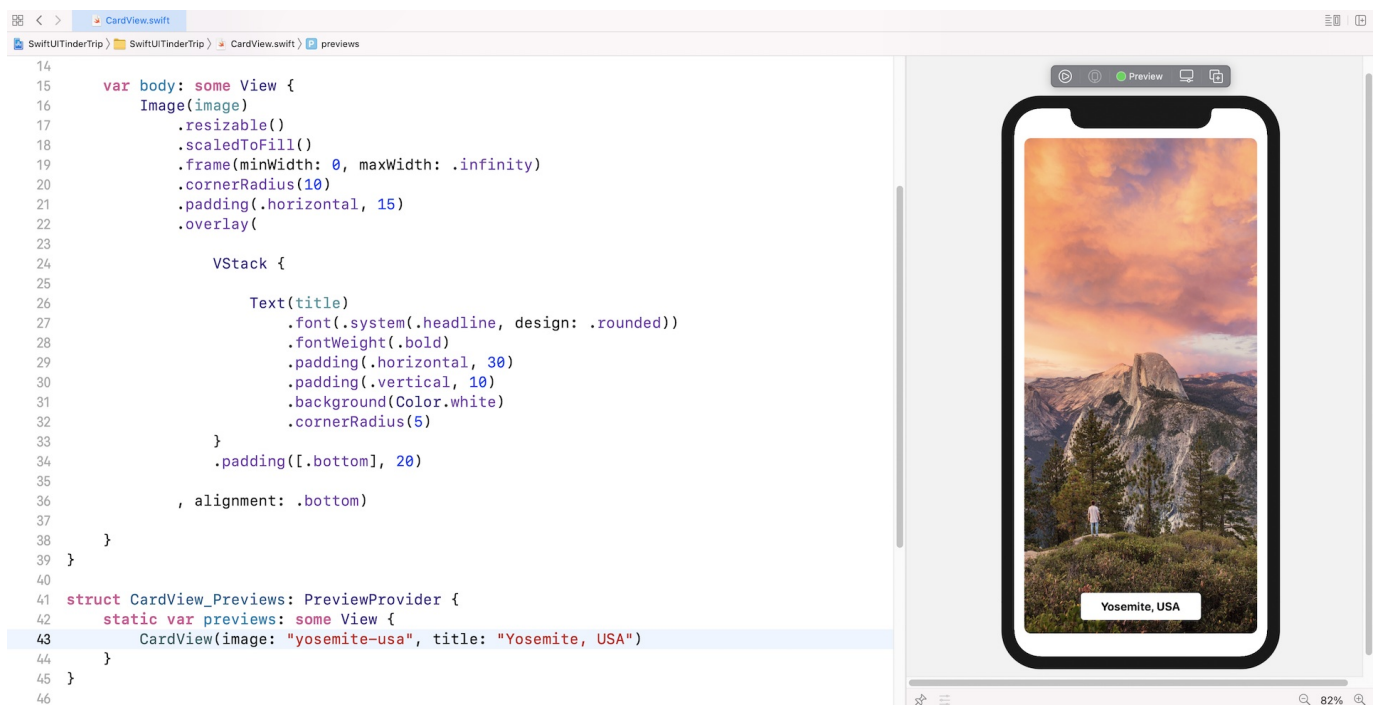 CardView.swift
SwiftUITinderTrip 〉 SwiftUITinderTrip 〉 CardView.swift 〉 P previews
14
15     var body: some View {
16         Image(image)
17             .resizable()
18             .scaledToFill()
19             .frame(minWidth: 0, maxWidth: .infinity)
20             .cornerRadius(10)
21             .padding(.horizontal, 15)
22             .overlay(
23
24                 VStack {
25
26                     Text(title)
27                         .font(.system(.headline, design: .rounded))
28                         .fontWeight(.bold)
29                         .padding(.horizontal, 30)
30                         .padding(.vertical, 10)
31                         .background(Color.white)
32                         .cornerRadius(5)
33                 }
34                 .padding([.bottom], 20)
35
36             , alignment: .bottom)
37
38     }
39 }
40
41 struct CardView_Previews: PreviewProvider {
42     static var previews: some View {
43         CardView(image: "yosemite-usa", title: "Yosemite, USA")
44     }
45 }
46
Preview
Yosemite, USA
82%